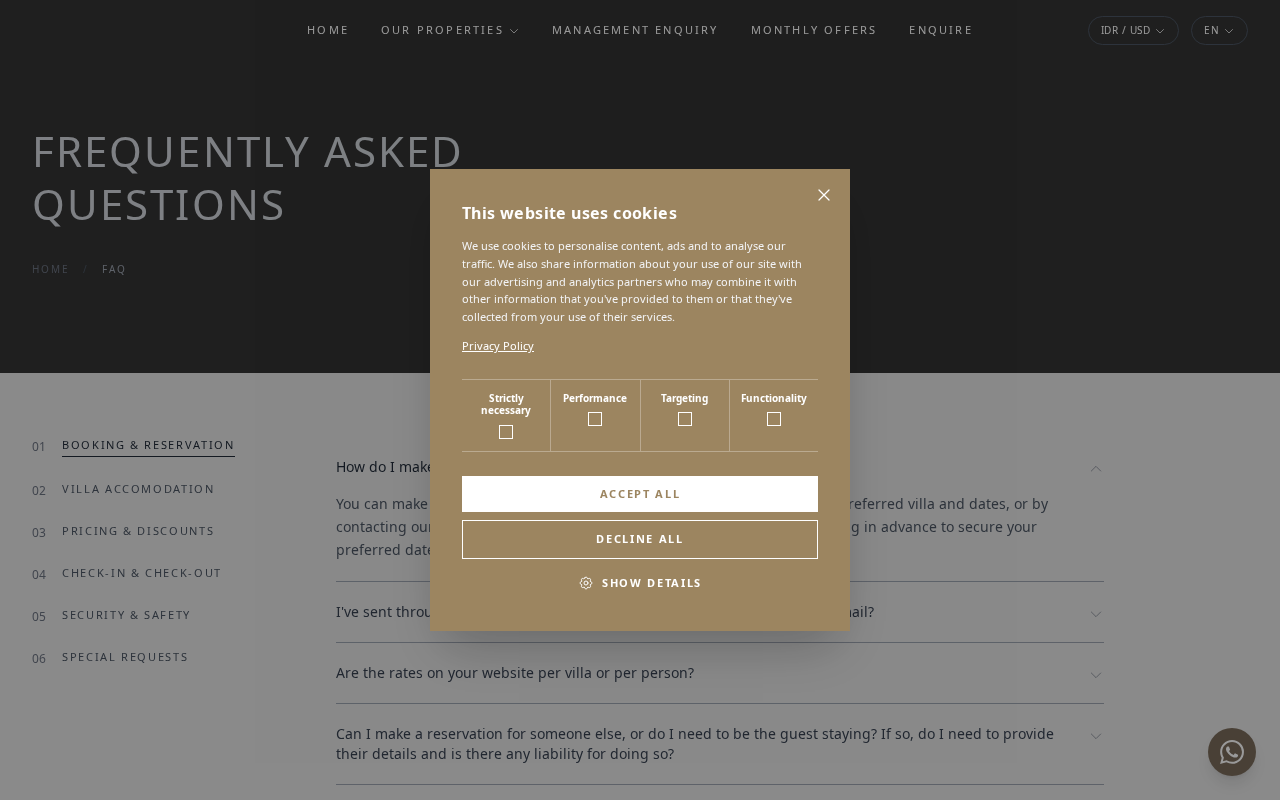 HOME OUR PROPERTIES MANAGEMENT ENQUIRY MONTHLY OFFERS ENQUIRE IDR / USD EN
FREQUENTLY ASKED
QUESTIONS
HOME / FAQ
This website uses cookies
We use cookies to personalise content, ads and to analyse our
traffic. We also share information about your use of our site with
our advertising and analytics partners who may combine it with
other information that you've provided to them or that they've
collected from your use of their services.
Privacy Policy
Strictly
necessary
Performance
Targeting
Functionality
ACCEPT ALL
DECLINE ALL
SHOW DETAILS
01 BOOKING & RESERVATION
02 VILLA ACCOMODATION
03 PRICING & DISCOUNTS
04 CHECK-IN & CHECK-OUT
05 SECURITY & SAFETY
06 SPECIAL REQUESTS
How do I make
You can make
villa and dates, or by
contacting
in advance to secure your
preferred
I've sent
Are the rates on your website per villa or per person?
Can I make a reservation for someone else, or do I need to be the guest staying? If so, do I need to provide
their details and is there any liability for doing so?